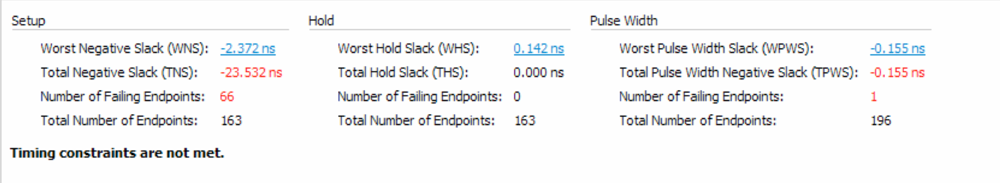 Setup Hold Pulse Width
Worst Negative Slack (WNS): -2.372 ns Worst Hold Slack (WHS): 0.142 ns Worst Pulse Width Slack (WPWS): -0.155 ns
Total Negative Slack (TNS): -23.532 ns Total Hold Slack (THS): 0.000 ns Total Pulse Width Negative Slack (TPWS): -0.155 ns
Number of Failing Endpoints: 66 Number of Failing Endpoints: 0 Number of Failing Endpoints: 1
Total Number of Endpoints: 163 Total Number of Endpoints: 163 Total Number of Endpoints: 196
Timing constraints are not met.